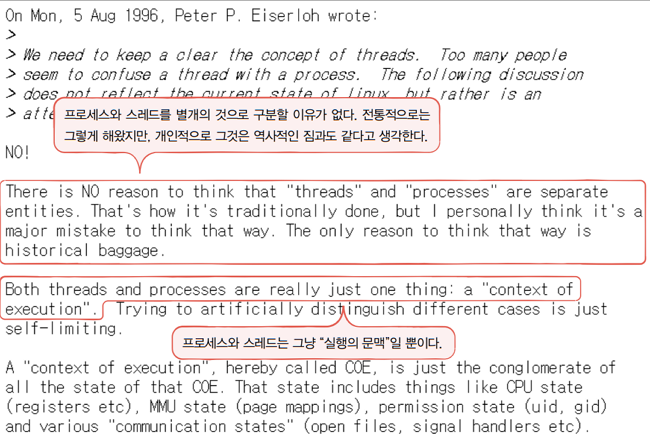 On Mon, 5 Aug 1996, Peter P. Eiserloh wrote:
>
> We need to keep a clear the concept of threads. Too many people
> seem to confuse a thread with a process. The following discussion
> does not reflect the current state of linux, but rather is an
> atte
프로세스와 스레드를 별개의 것으로 구분할 이유가 없다. 전통적으로는
그렇게 해왔지만, 개인적으로 그것은 역사적인 짐과도 같다고 생각한다.
NO!
There is NO reason to think that "threads" and "processes" are separate
entities. That's how it's traditionally done, but I personally think it's a
major mistake to think that way. The only reason to think that way is
historical baggage.
Both threads and processes are really just one thing: a "context of
execution". Trying to artificially distinguish different cases is just
self-limiting.
프로세스와 스레드는 그냥 “실행의 문맥”일 뿐이다.
A "context of execution", hereby called COE, is just the conglomerate of
all the state of that COE. That state includes things like CPU state
(registers etc), MMU state (page mappings), permission state (uid, gid)
and various "communication states" (open files, signal handlers etc).